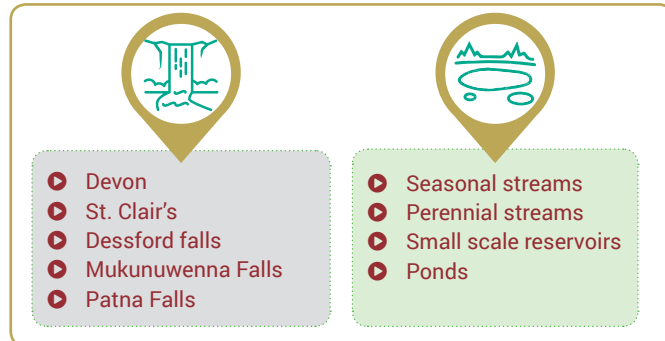 Devon
St. Clair's
Dessford falls
Mukunuwenna Falls
Patna Falls
Seasonal streams
Perennial streams
Small scale reservoirs
Ponds